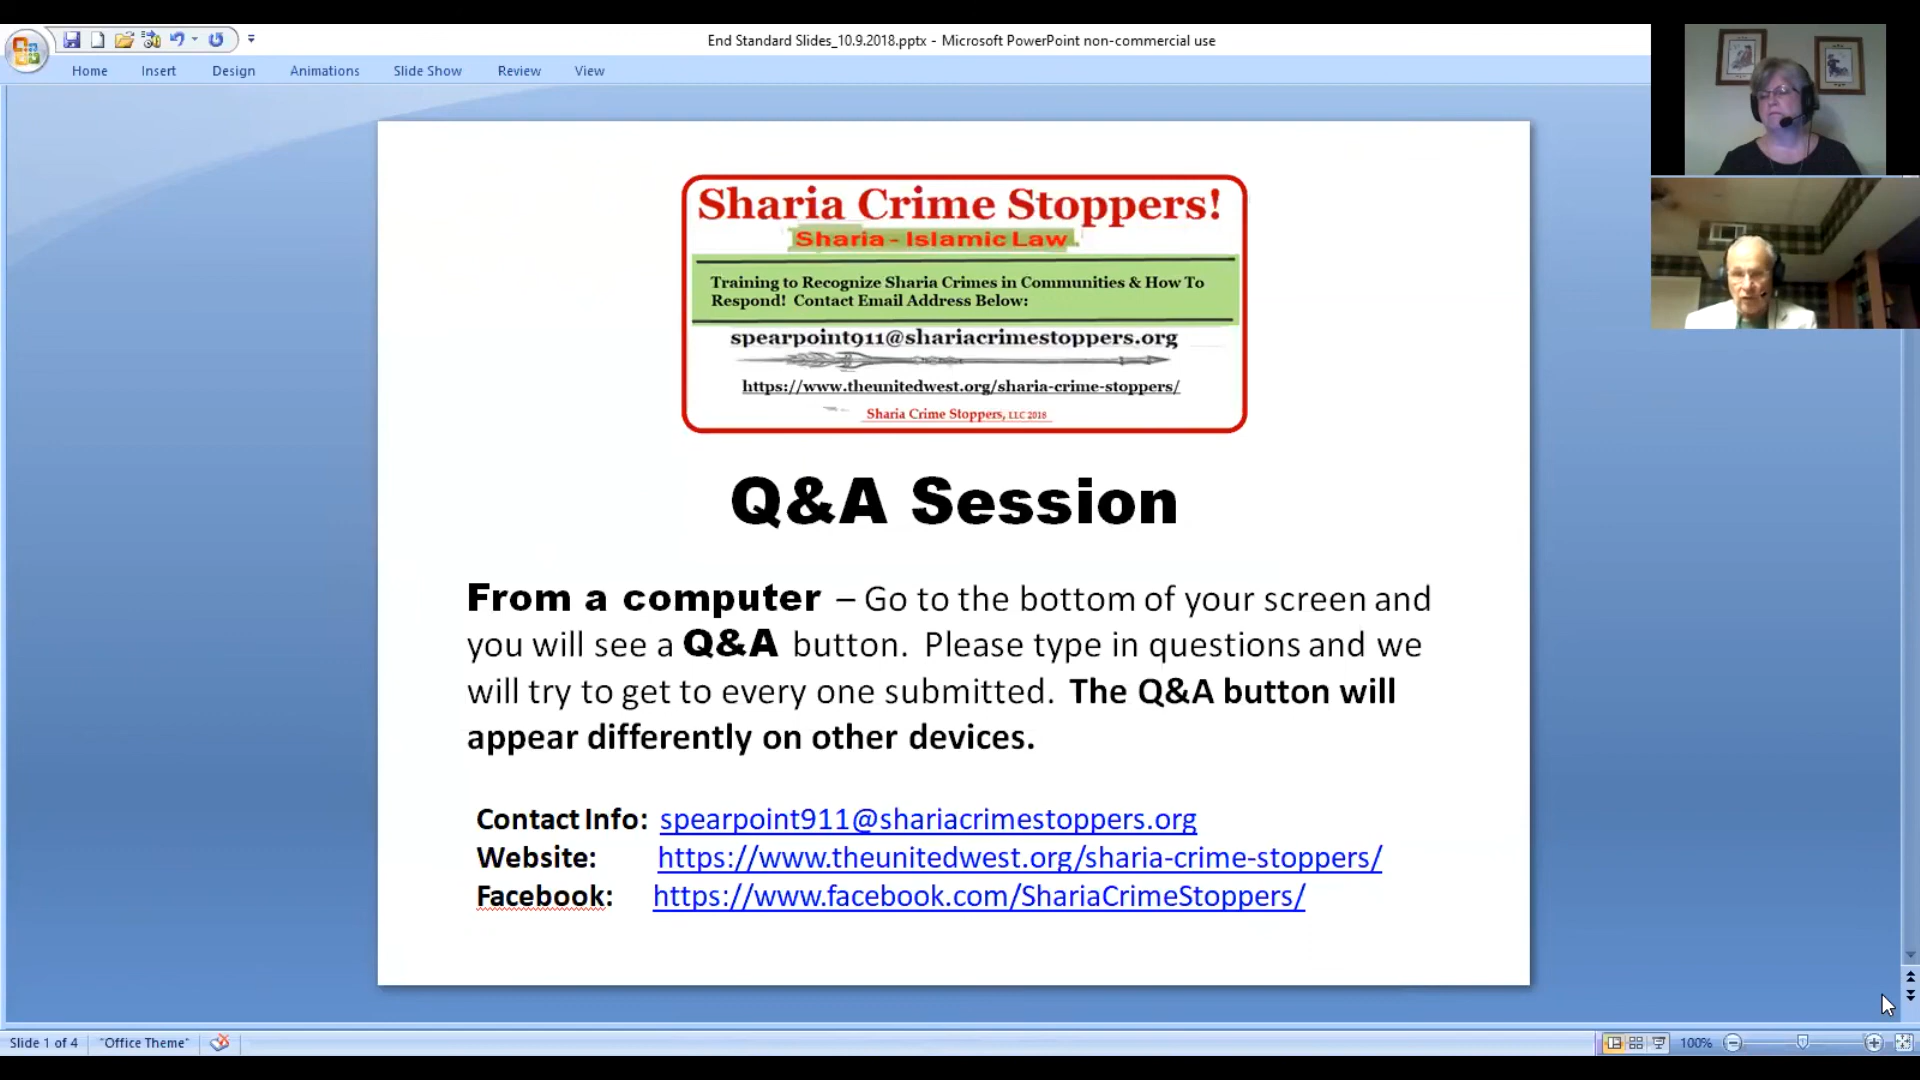 End Standard Slides_10.9.2018.pptx - Microsoft PowerPoint non-commercial use
Home Insert Design Animations Slide Show Review View
Sharia Crime Stoppers!
Sharia - Islamic Law
Training to Recognize Sharia Crimes in Communities & How To
Respond! Contact Email Address Below:
spearpoint911@shariacrimestoppers.org
https://www.theunitedwest.org/sharia-crime-stoppers/
Sharia Crime Stoppers, LLC 2018
Q&A Session
From a computer – Go to the bottom of your screen and
you will see a Q&A button. Please type in questions and we
will try to get to every one submitted. The Q&A button will
appear differently on other devices.
Contact Info: spearpoint911@shariacrimestoppers.org
Website: https://www.theunitedwest.org/sharia-crime-stoppers/
Facebook: https://www.facebook.com/ShariaCrimeStoppers/
Slide 1 of 4 "Office Theme" 100%